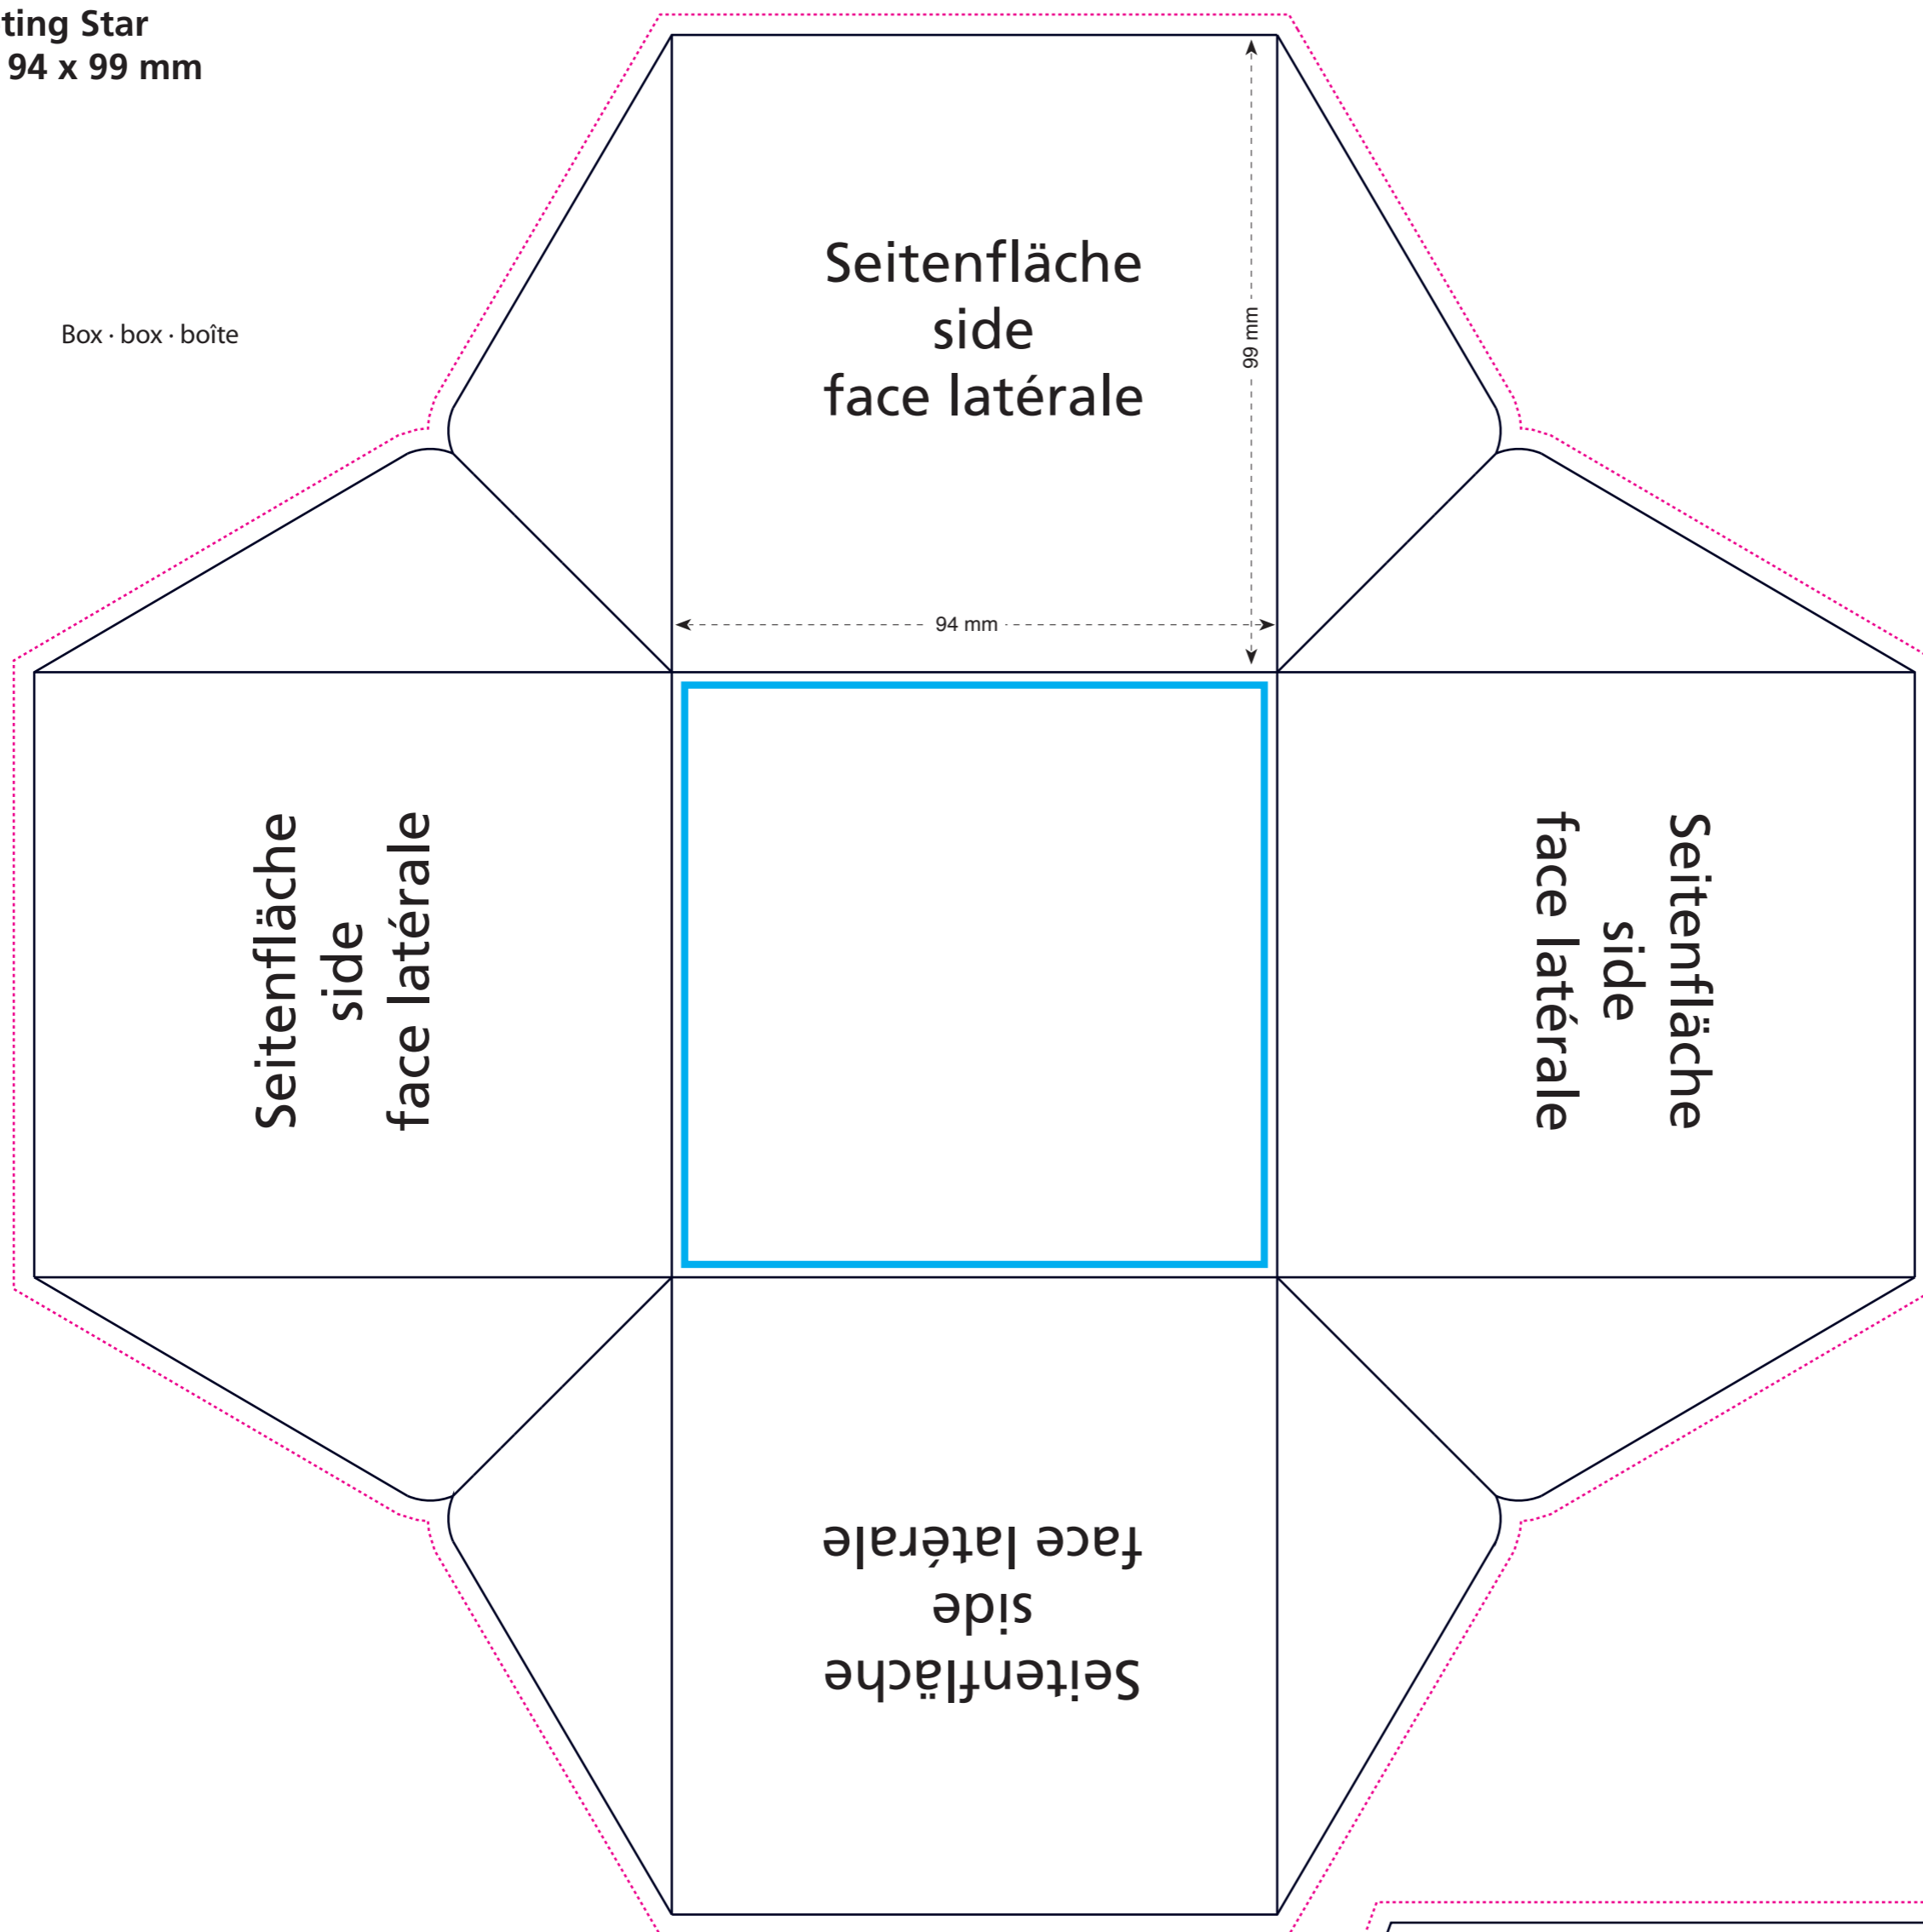 ting Star
94 x 99 mm
Box · box · boîte
Seitenfläche
side
face latérale
99 mm
94 mm
Seitenfläche
side
face latérale
Seitemfläche
side
face latérale
Seitenfläche
side
face latérale